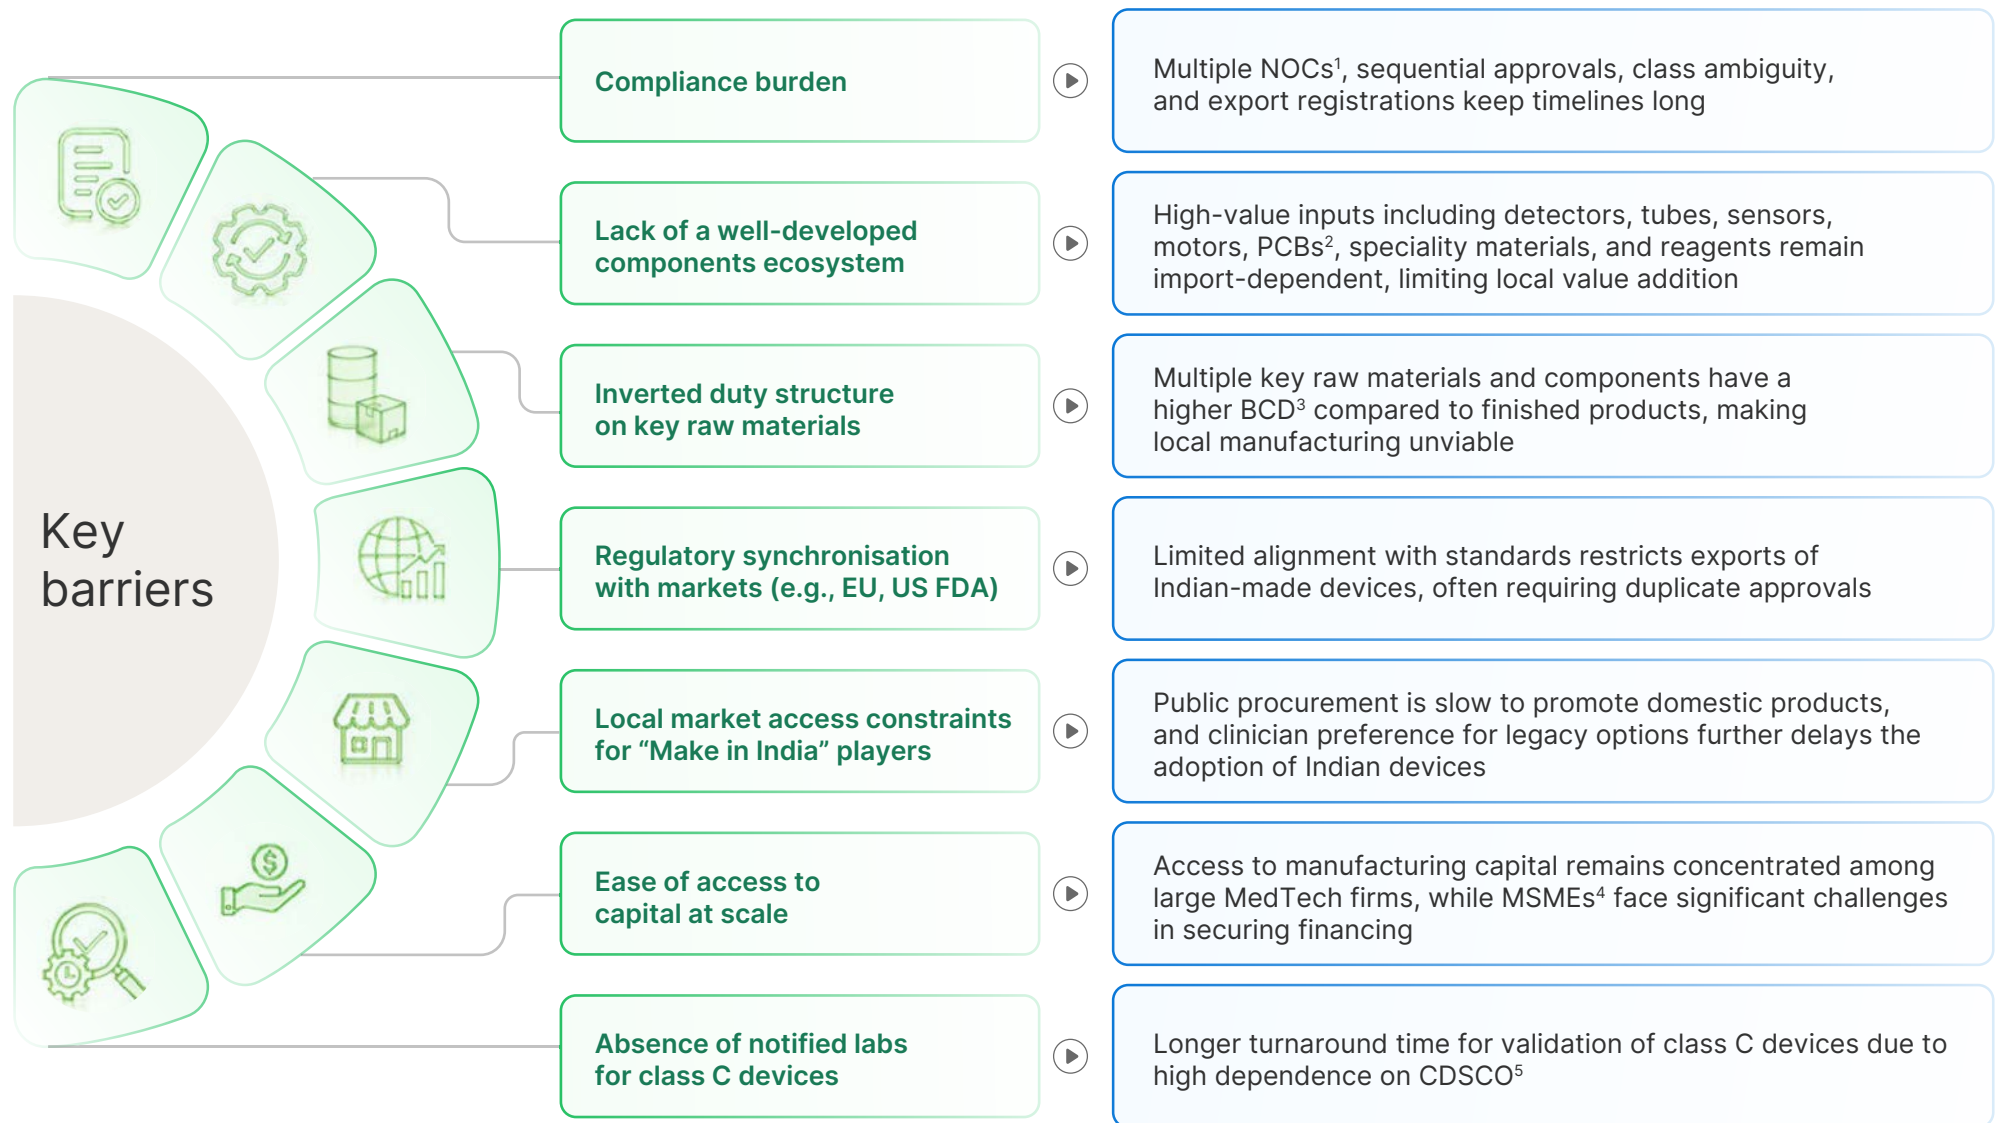 Key
barriers
Compliance burden
Multiple NOCs¹, sequential approvals, class ambiguity,
and export registrations keep timelines long
Lack of a well-developed
components ecosystem
High-value inputs including detectors, tubes, sensors,
motors, PCBs², speciality materials, and reagents remain
import-dependent, limiting local value addition
Inverted duty structure
on key raw materials
Multiple key raw materials and components have a
higher BCD³ compared to finished products, making
local manufacturing unviable
Regulatory synchronisation
with markets (e.g., EU, US FDA)
Limited alignment with standards restricts exports of
Indian-made devices, often requiring duplicate approvals
Local market access constraints
for “Make in India” players
Public procurement is slow to promote domestic products,
and clinician preference for legacy options further delays the
adoption of Indian devices
Ease of access to
capital at scale
Access to manufacturing capital remains concentrated among
large MedTech firms, while MSMEs⁴ face significant challenges
in securing financing
Absence of notified labs
for class C devices
Longer turnaround time for validation of class C devices due to
high dependence on CDSCO⁵